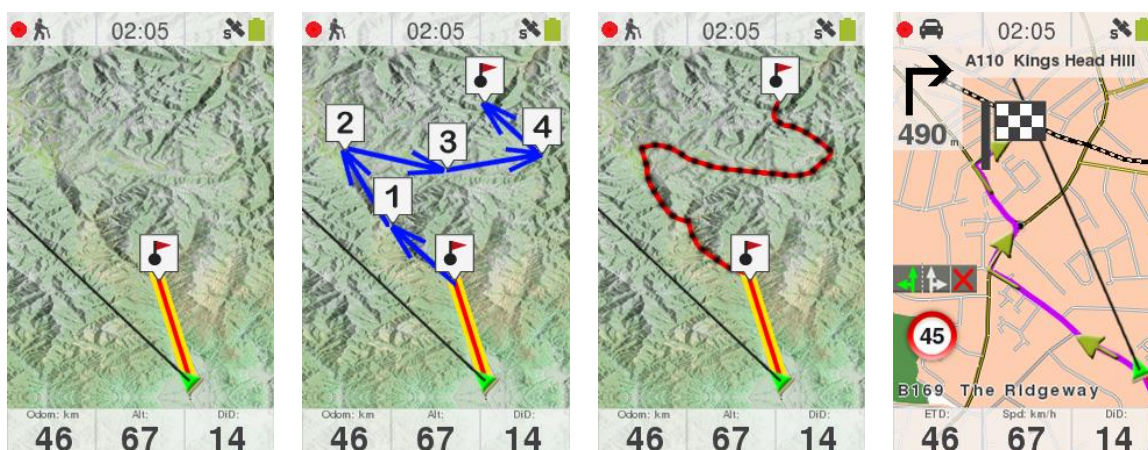 02:05
Odom: km Alt: DiD:
46 67 14
02:05
S
2
3
4
1
Odom: km Alt: DiD:
46 67 14
02:05
S
Odom: km Alt: DiD:
46 67 14
02:05
S
A110 Kings Head Hill
490 m
45
B169 The Ridgeway
ETD: Spd: km/h DiD:
46 67 14